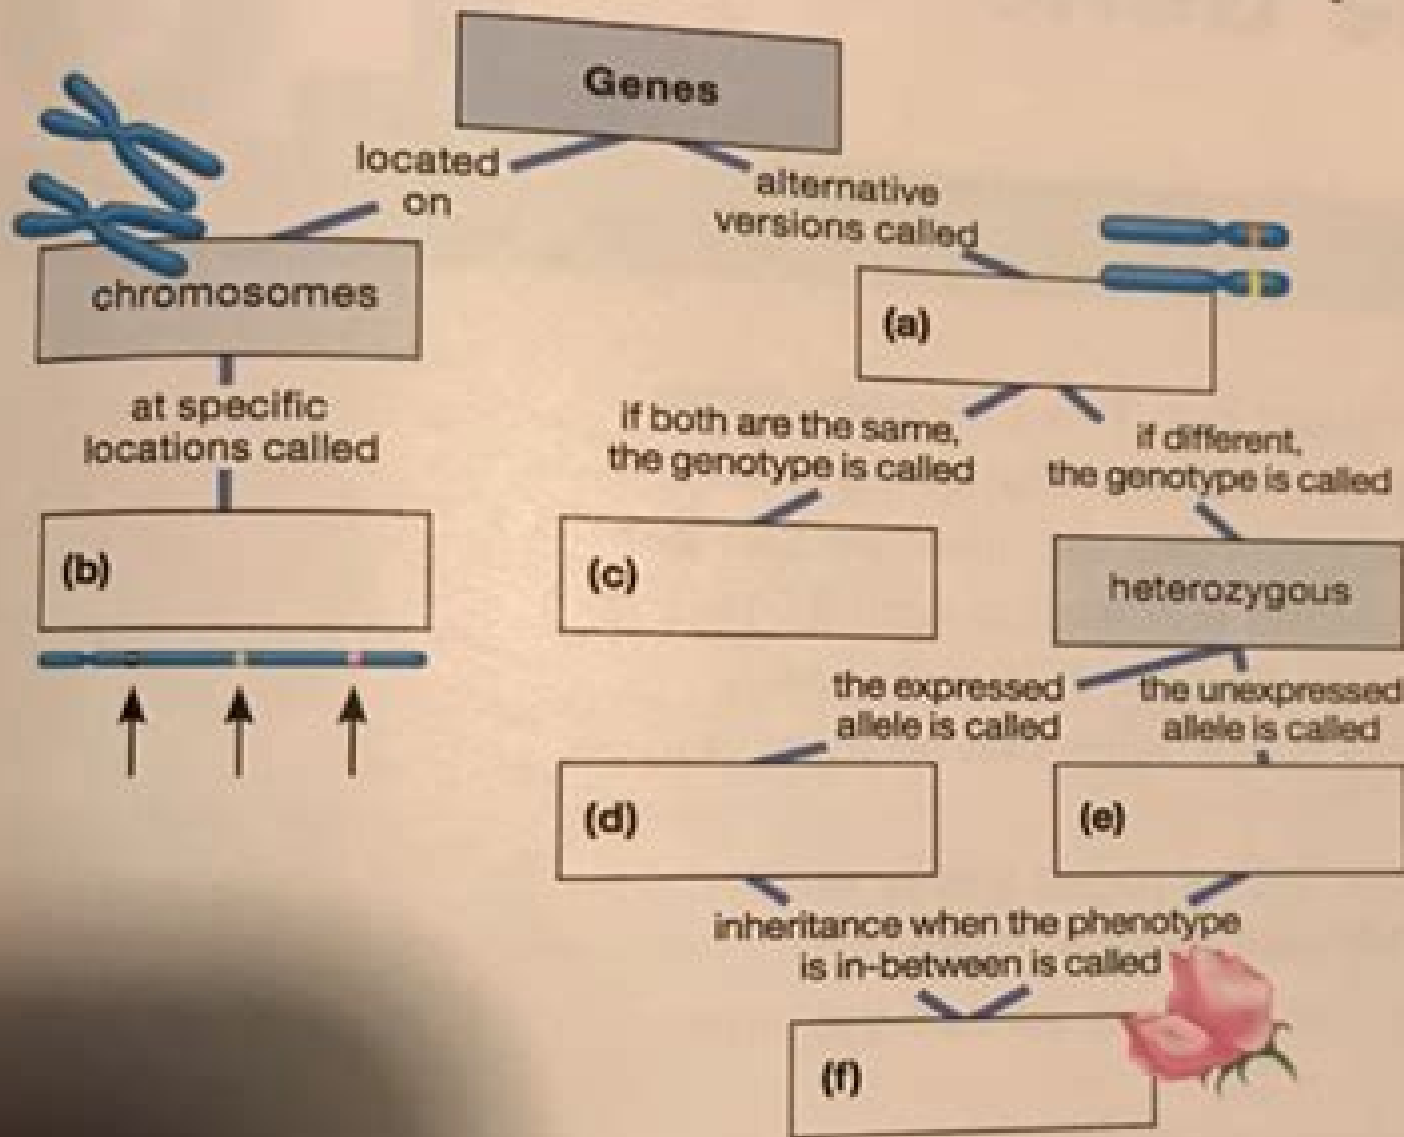 Genes
located
on
alternative
versions called
chromosomes
(a)
at specific
locations called
if both are the same,
the genotype is called
if different,
the genotype is called
(b)
(c)
heterozygous
the expressed
allele is called
the unexpressed
allele is called
(d)
(e)
inheritance when the phenotype
is in-between is called
(f)